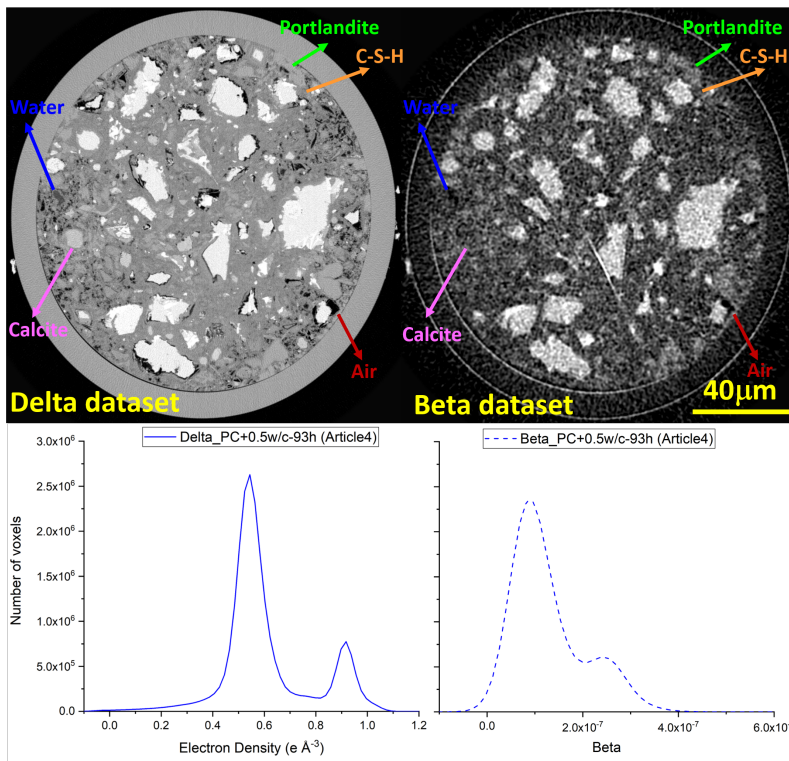 Portlandite
C-S-H
Water
Calcite
Air
Delta dataset
Portlandite
C-S-H
Water
Calcite
Air
Beta dataset
40μm
Delta_PC+0.5w/c-93h (Article4)
3.0x10⁶
2.5x10⁶
2.0x10⁶
1.5x10⁶
1.0x10⁶
5.0x10⁵
0.0
Number of voxels
0.0 0.2 0.4 0.6 0.8 1.0 1.2
Electron Density (e Å⁻³)
Beta_PC+0.5w/c-93h (Article4)
0.0 2.0x10⁻⁷ 4.0x10⁻⁷
Beta